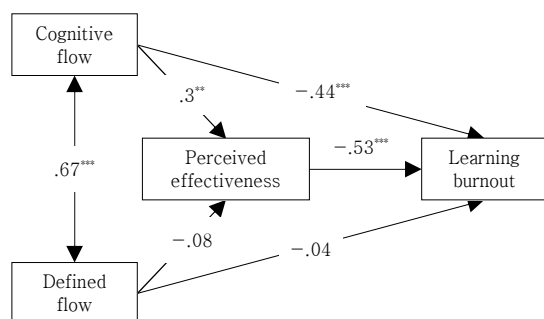 Cognitive
flow
.3**
−.44***
.67***
Perceived
effectiveness
−.53***
Learning
burnout
−.08
−.04
Defined
flow